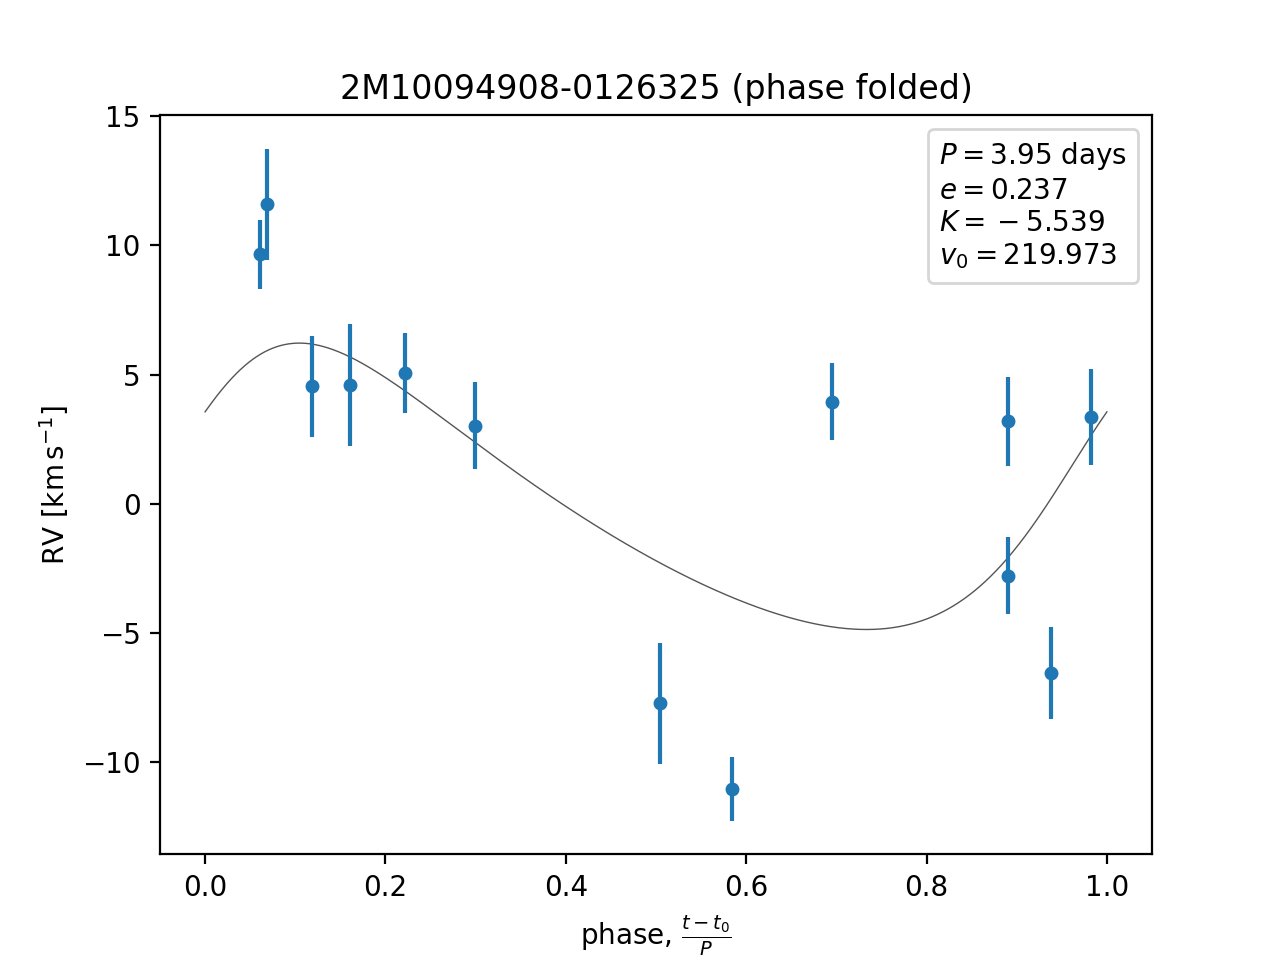 2M10094908-0126325 (phase folded)
P = 3.95 days
e = 0.237
K = −5.539
v₀ = 219.973
RV [km s⁻¹]
15
10
5
0
−5
−10
0.0 0.2 0.4 0.6 0.8 1.0
phase, (t − t₀)/P